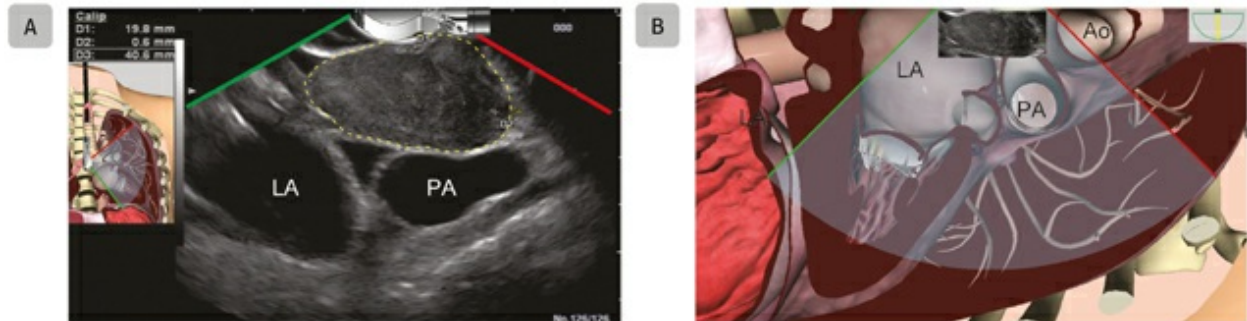 A
Calip
D1: 19.8 mm
D2: 0.6 mm
D3: 40.6 mm
000
LA
PA
No.126/126
B
LA
Ao
PA